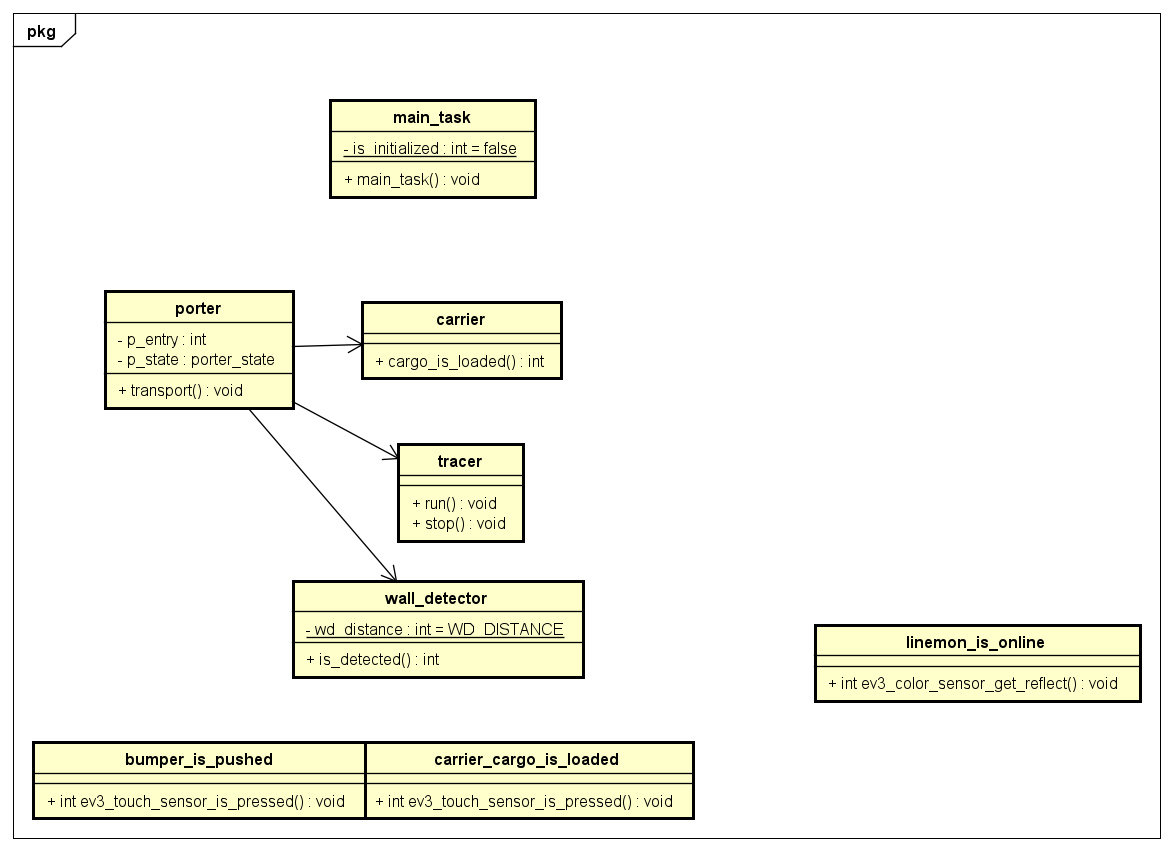 pkg
main_task
- is_initialized : int = false
+ main_task() : void
porter
- p_entry : int
- p_state : porter_state
+ transport() : void
carrier
+ cargo_is_loaded() : int
tracer
+ run() : void
+ stop() : void
wall_detector
- wd_distance : int = WD_DISTANCE
+ is_detected() : int
linemon_is_online
+ int ev3_color_sensor_get_reflect() : void
bumper_is_pushed
+ int ev3_touch_sensor_is_pressed() : void
carrier_cargo_is_loaded
+ int ev3_touch_sensor_is_pressed() : void